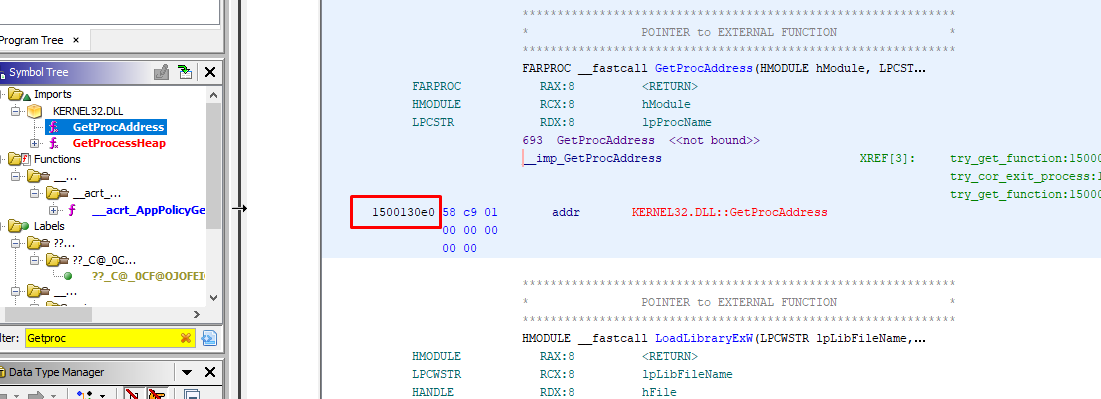 Program Tree ×
Symbol Tree
Imports
KERNEL32.DLL
GetProcAddress
GetProcessHeap
Functions
__...
__acrt_...
__acrt_AppPolicyGe
Labels
??...
??_C@_0C...
??_C@_0CF@OJOFEI
__...
lter: Getproc
Data Type Manager
************************************************************
* POINTER to EXTERNAL FUNCTION *
************************************************************
FARPROC __fastcall GetProcAddress(HMODULE hModule, LPCST...
FARPROC RAX:8 <RETURN>
HMODULE RCX:8 hModule
LPCSTR RDX:8 lpProcName
693 GetProcAddress <<not bound>>
__imp_GetProcAddress XREF[3]: try_get_function:15000
try_cor_exit_process:1
try_get_function:15000
1500130e0 58 c9 01 addr KERNEL32.DLL::GetProcAddress
00 00 00
00 00
************************************************************
* POINTER to EXTERNAL FUNCTION *
************************************************************
HMODULE __fastcall LoadLibraryExW(LPCWSTR lpLibFileName,...
HMODULE RAX:8 <RETURN>
LPCWSTR RCX:8 lpLibFileName
HANDLE RDX:8 hFile